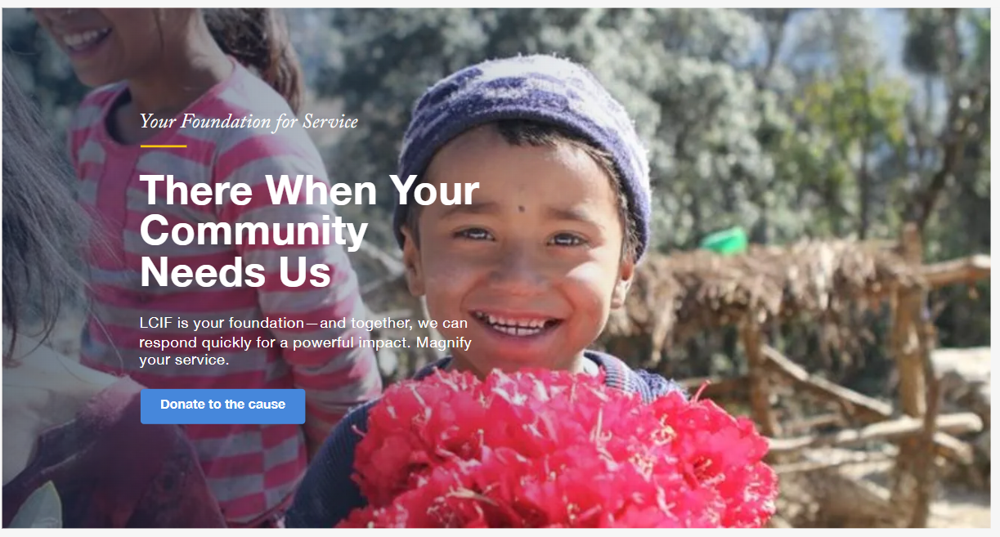 Your Foundation for Service
There When Your
Community
Needs Us
LCIF is your foundation—and together, we can
respond quickly for a powerful impact. Magnify
your service.
Donate to the cause